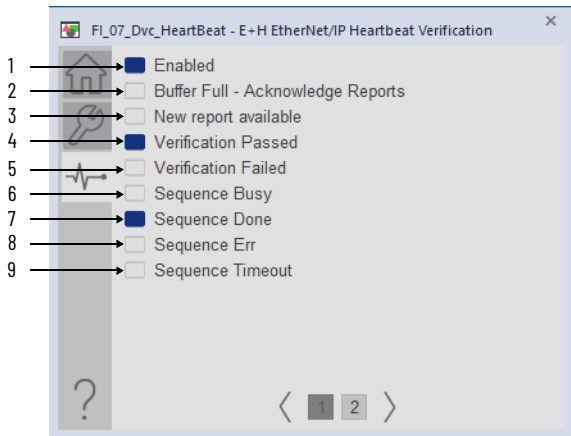 FI_07_Dvc_HeartBeat - E+H EtherNet/IP Heartbeat Verification
1 Enabled
2 Buffer Full - Acknowledge Reports
3 New report available
4 Verification Passed
5 Verification Failed
6 Sequence Busy
7 Sequence Done
8 Sequence Err
9 Sequence Timeout
? 1 2